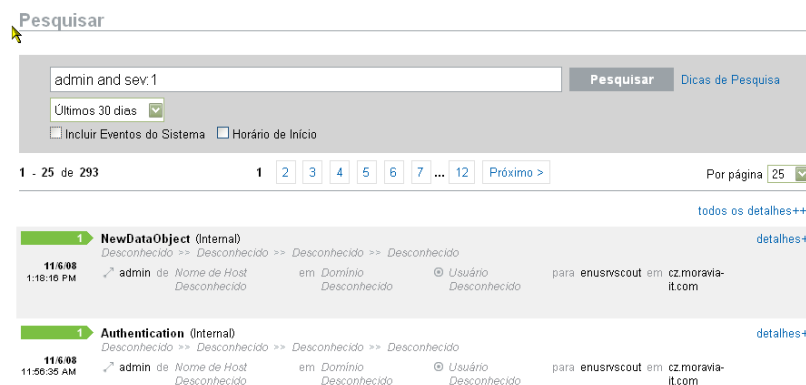 Pesquisar
admin and sev:1 Pesquisar Dicas de Pesquisa
Últimos 30 dias
Incluir Eventos do Sistema Horário de Início
1 - 25 de 293 1 2 3 4 5 6 7 ... 12 Próximo > Por página 25
todos os detalhes++
1 NewDataObject (Internal) detalhes+
Desconhecido >> Desconhecido >> Desconhecido >> Desconhecido
11/6/08
1:18:16 PM
admin de Nome de Host em Domínio Usuário para enusrvscout em cz.moravia-
Desconhecido Desconhecido Desconhecido it.com
1 Authentication (Internal) detalhes+
Desconhecido >> Desconhecido >> Desconhecido >> Desconhecido
11/6/08
11:56:35 AM
admin de Nome de Host em Domínio Usuário para enusrvscout em cz.moravia-
Desconhecido Desconhecido Desconhecido it.com